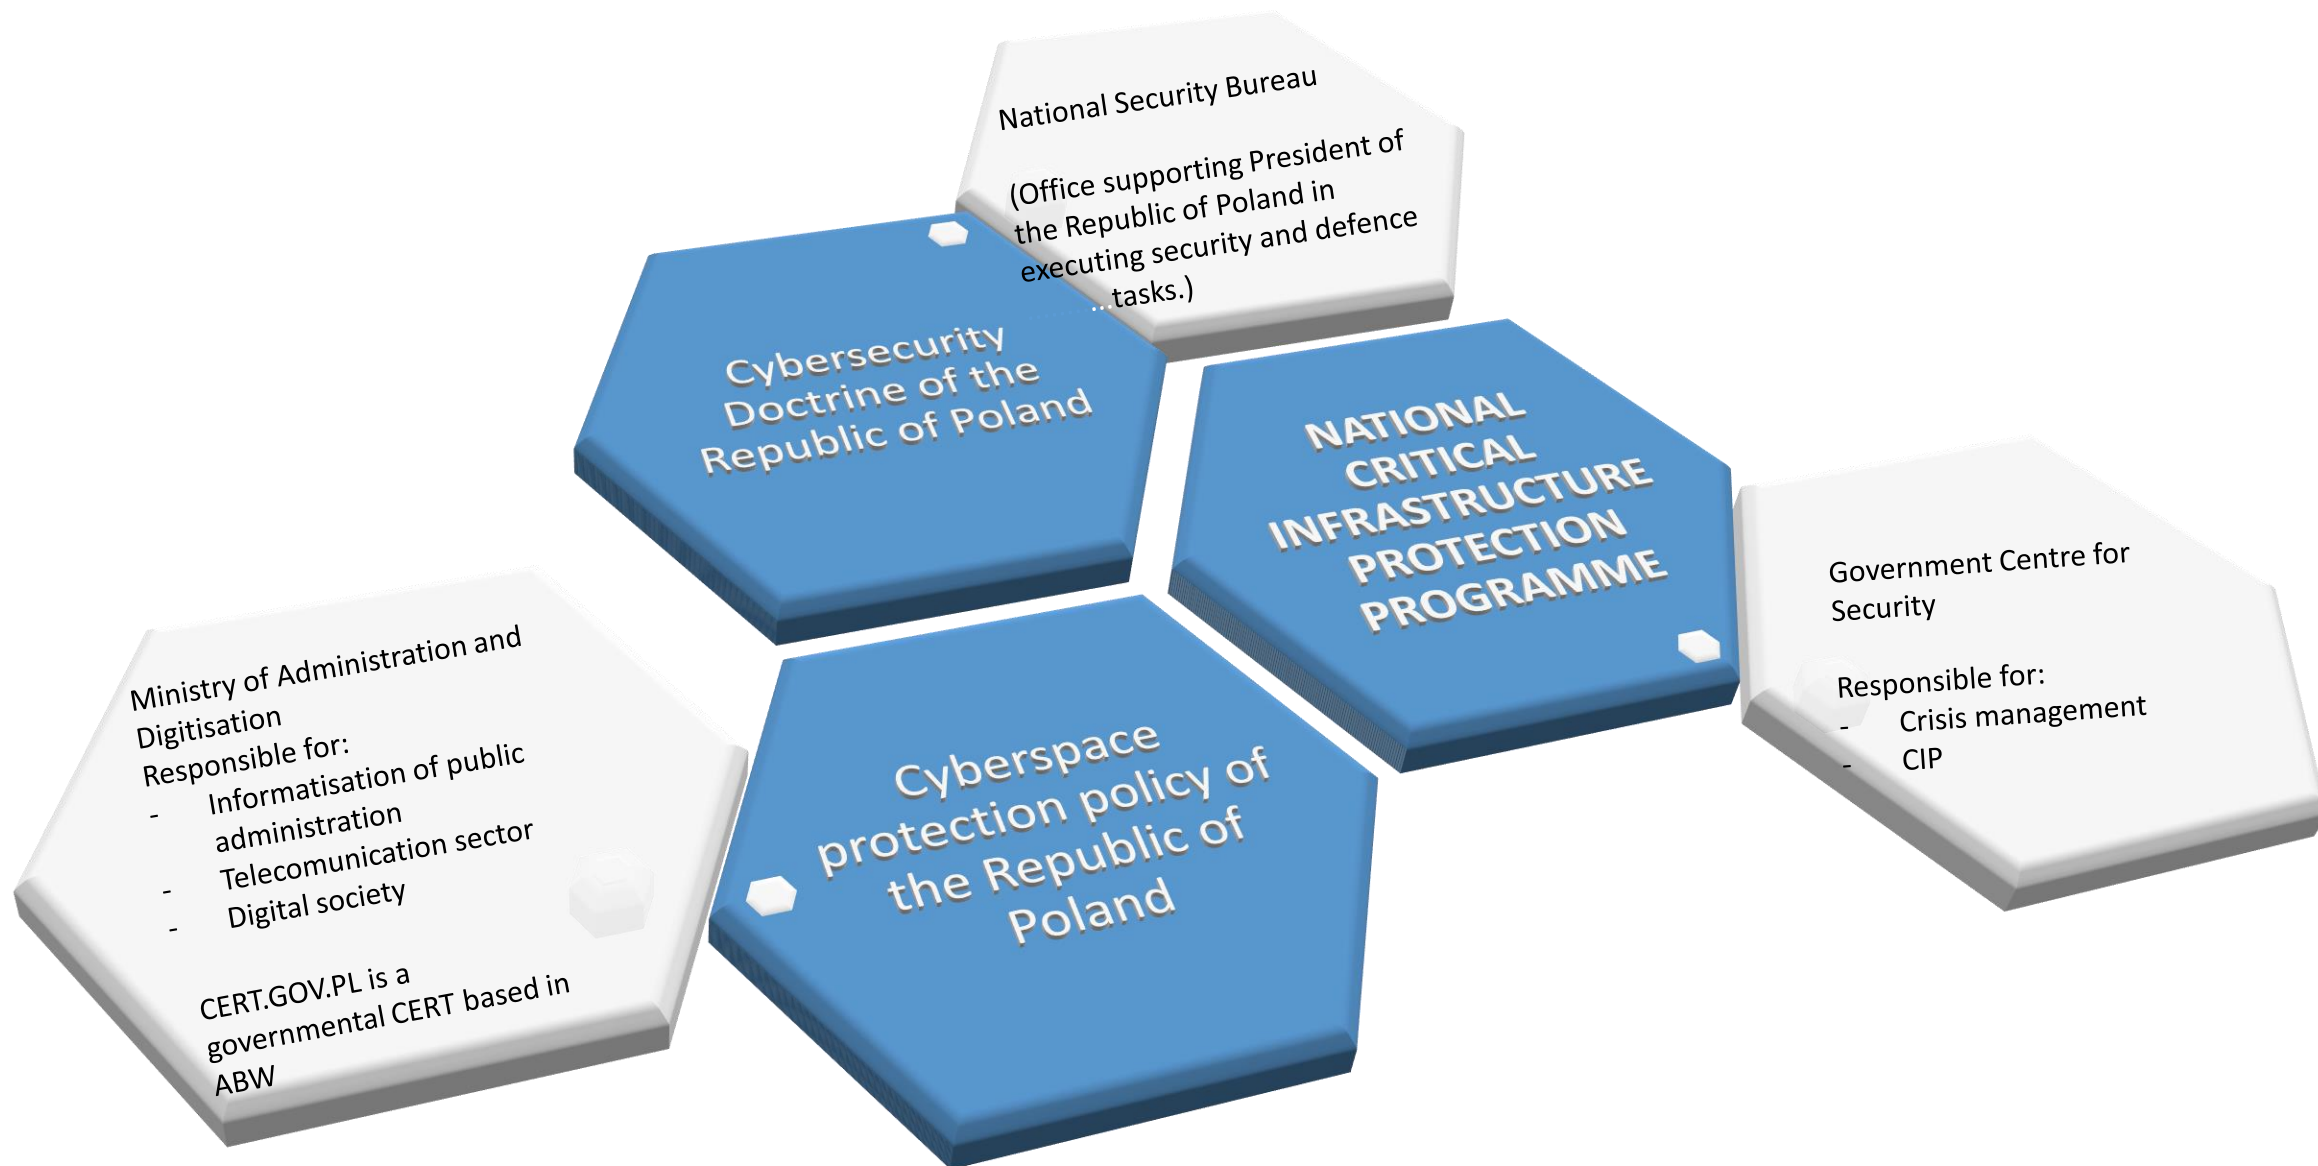 National Security Bureau
(Office supporting President of
the Republic of Poland in
executing security and defence
...tasks.)
Cybersecurity
Doctrine of the
Republic of Poland
NATIONAL
CRITICAL
INFRASTRUCTURE
PROTECTION
PROGRAMME
Government Centre for
Security
Responsible for:
- Crisis management
- CIP
Ministry of Administration and
Digitisation
Responsible for:
- Informatisation of public
administration
- Telecomunication sector
- Digital society
CERT.GOV.PL is a
governmental CERT based in
ABW
Cyberspace
protection policy of
the Republic of
Poland